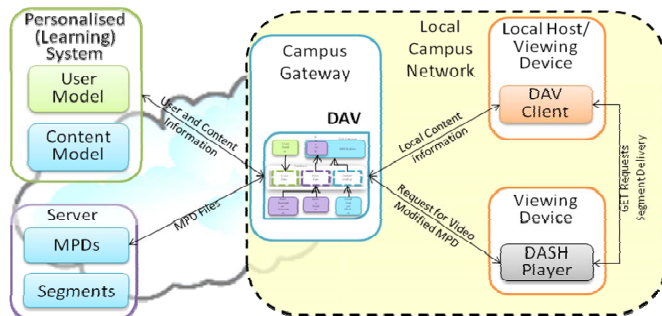 Personalised
(Learning)
System
User
Model
Content
Model
Server
MPDs
Segments
User and Content
Information
MPD Files
Campus
Gateway
DAV
Local
Campus
Network
Local Content
Information
Request for Video
Modified MPD
Local Host/
Viewing
Device
DAV
Client
GET Requests
Segment Delivery
Viewing
Device
DASH
Player